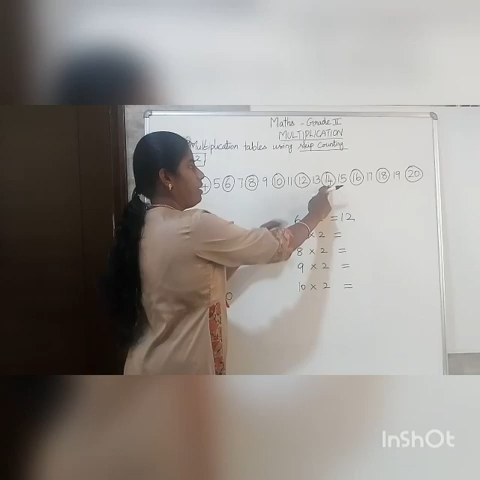 Maths - Grade II
MULTIPLICATION
Multiplication tables using skip counting
2
4 5 6 7 8 9 10 11 12 13 14 15 16 17 18 19 20
6 = 12
× 2 =
8 × 2 =
9 × 2 =
10 × 2 =
InShOt